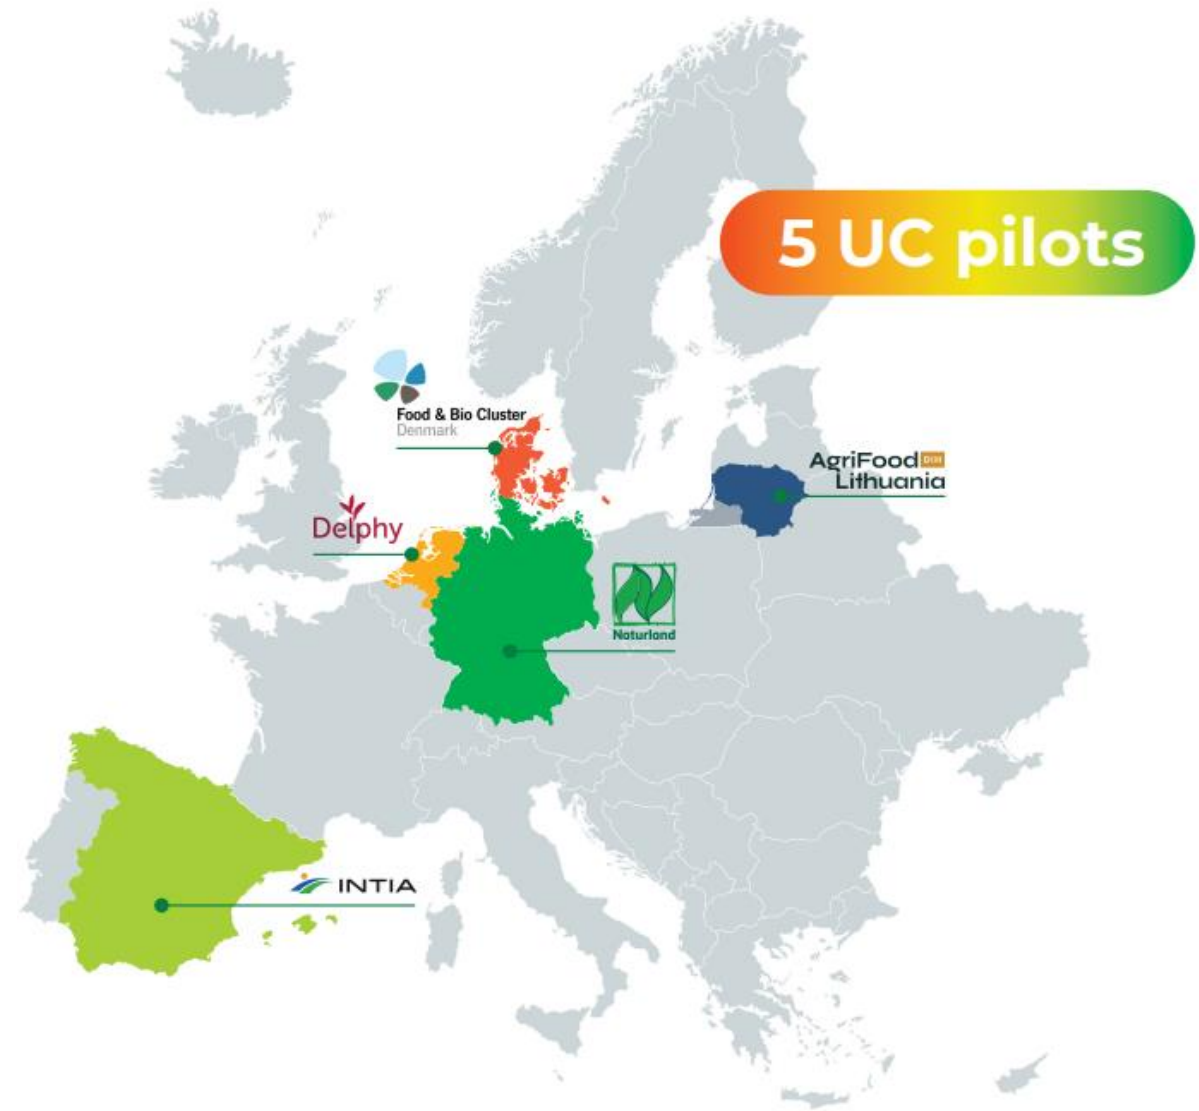 5 UC pilots
Food & Bio Cluster
Denmark
AgriFood DIH
Lithuania
Delphy
Naturland
INTIA